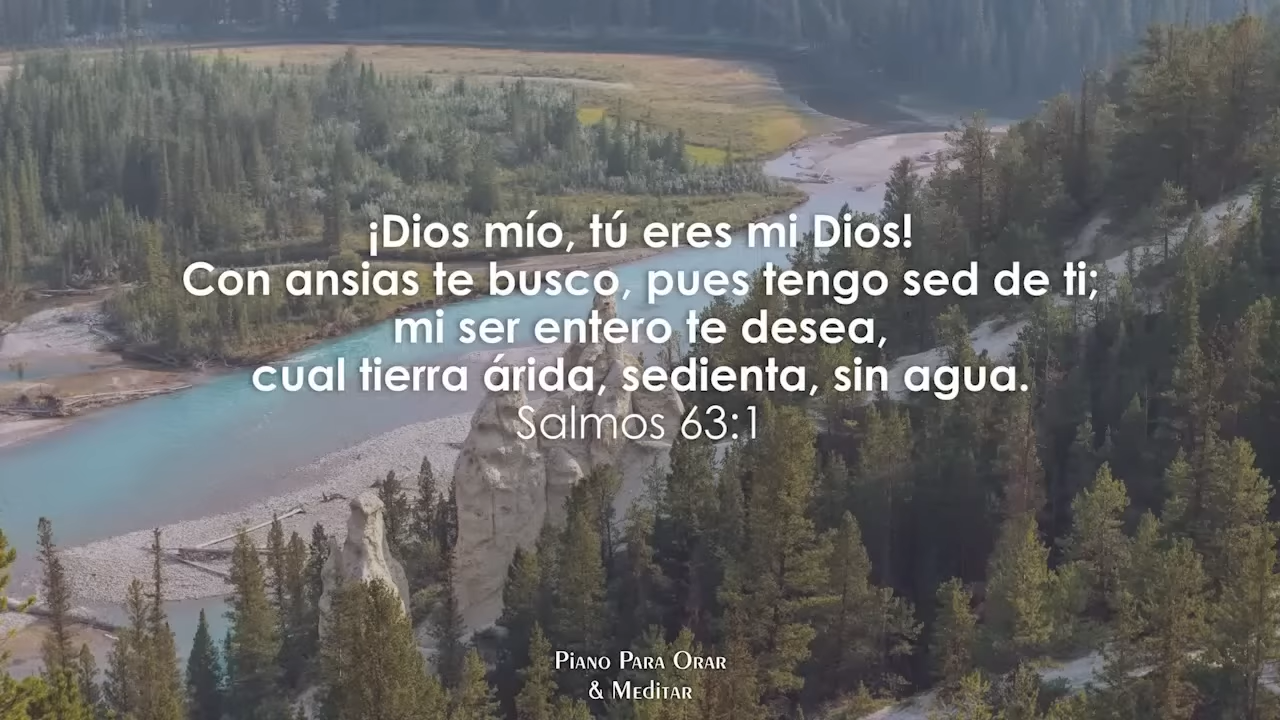 ¡Dios mío, tú eres mi Dios!
Con ansias te busco, pues tengo sed de ti;
mi ser entero te desea,
cual tierra árida, sedienta, sin agua.
Salmos 63:1
Piano Para Orar
& Meditar